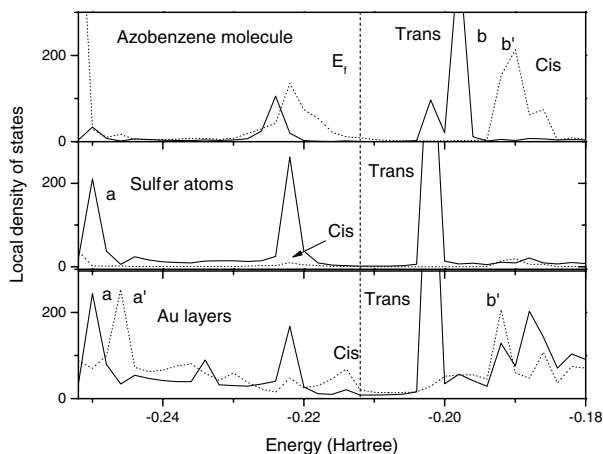 Local density of states
Azobenzene molecule
E_f
Trans
b
b'
Cis
200
0
a
Sulfer atoms
Cis
Trans
200
0
a
a'
Au layers
Cis
Trans
b'
200
0
-0.24
-0.22
-0.20
-0.18
Energy (Hartree)